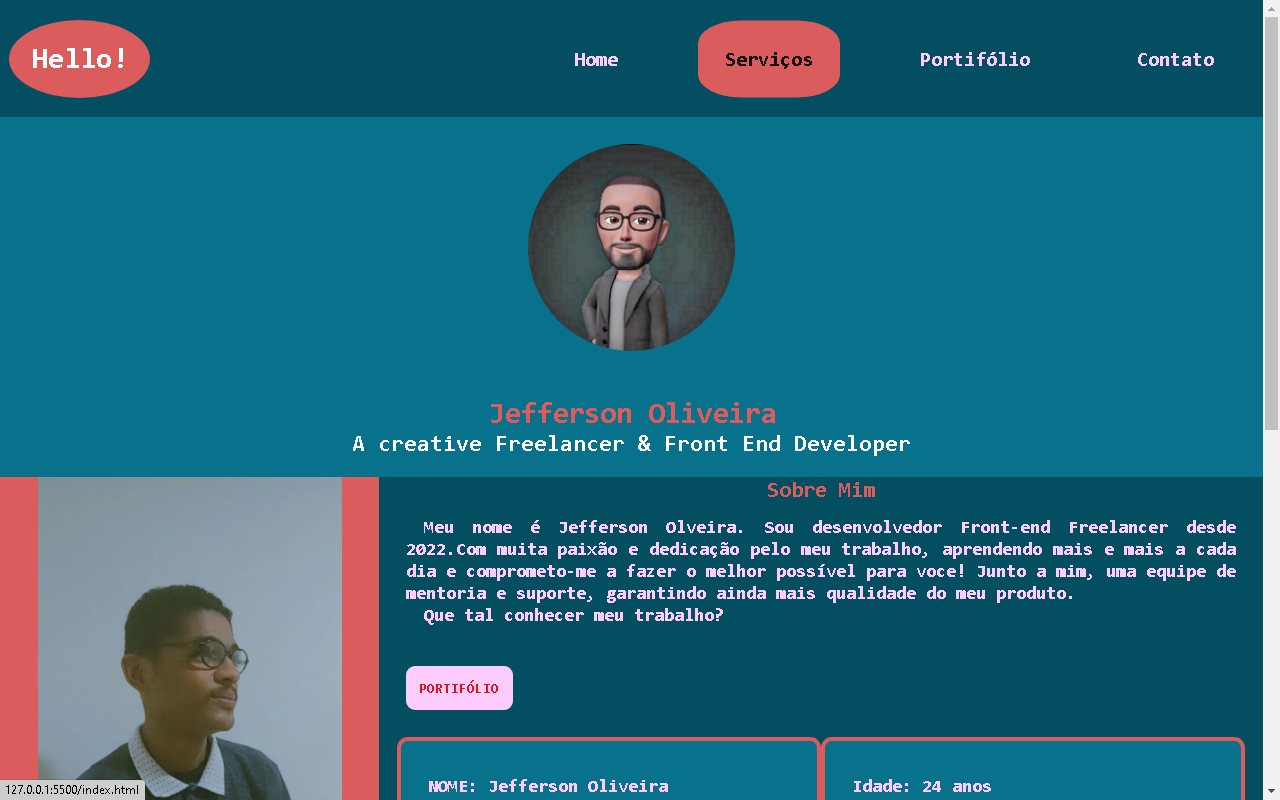 Hello!
Home
Serviços
Portifólio
Contato
Jefferson Oliveira
A creative Freelancer & Front End Developer
Sobre Mim
Meu nome é Jefferson Olveira. Sou desenvolvedor Front-end Freelancer desde
2022.Com muita paixão e dedicação pelo meu trabalho, aprendendo mais e mais a cada
dia e comprometo-me a fazer o melhor possível para voce! Junto a mim, uma equipe de
mentoria e suporte, garantindo ainda mais qualidade do meu produto.
Que tal conhecer meu trabalho?
PORTIFÓLIO
NOME: Jefferson Oliveira
Idade: 24 anos
127.0.0.1:5500/index.html